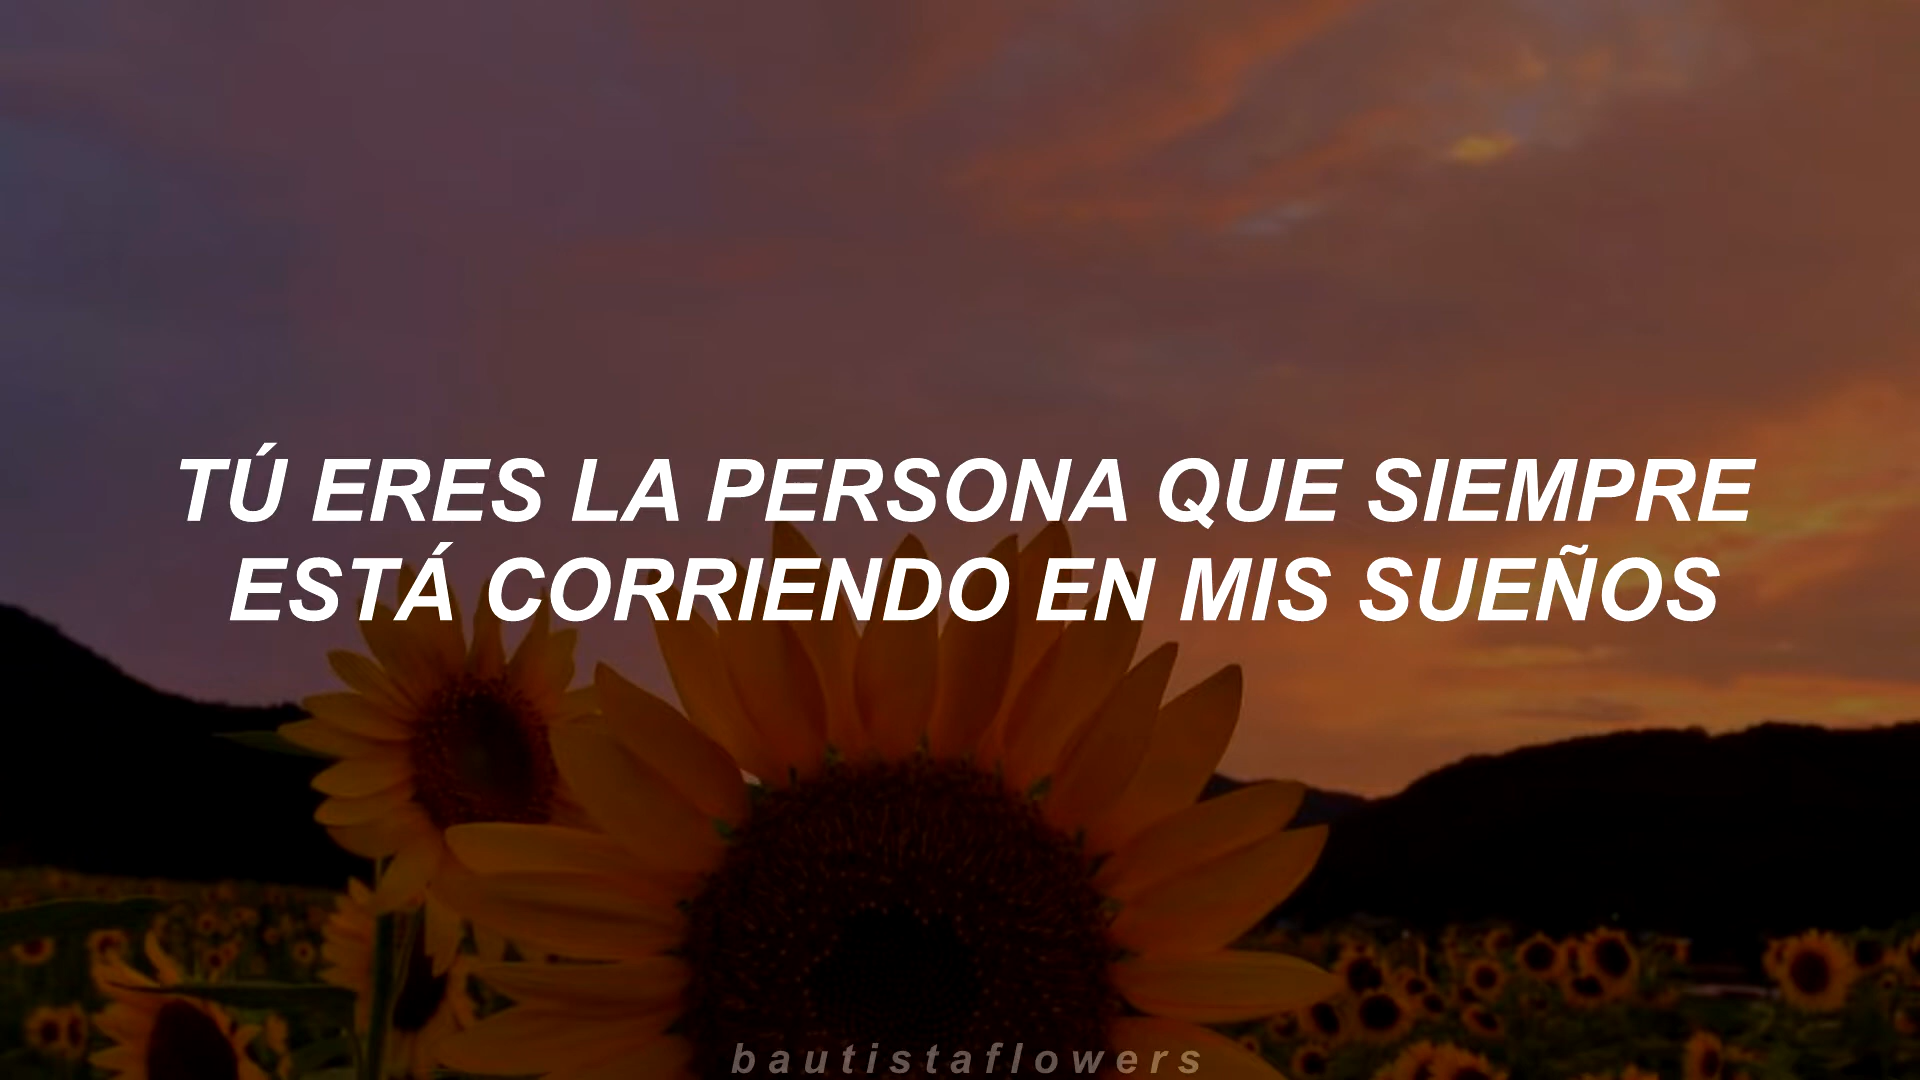 TÚ ERES LA PERSONA QUE SIEMPRE
ESTÁ CORRIENDO EN MIS SUEÑOS
bautistaflowers